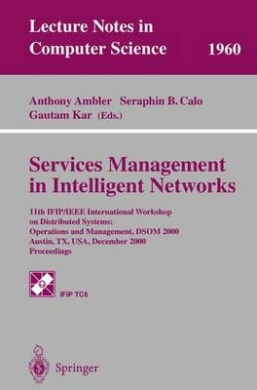 Lecture Notes in
Computer Science 1960
Anthony Ambler Seraphin B. Calo
Gautam Kar (Eds.)
Services Management
in Intelligent Networks
11th IFIP/IEEE International Workshop
on Distributed Systems:
Operations and Management, DSOM 2000
Austin, TX, USA, December 2000
Proceedings
IFIP TC6
Springer